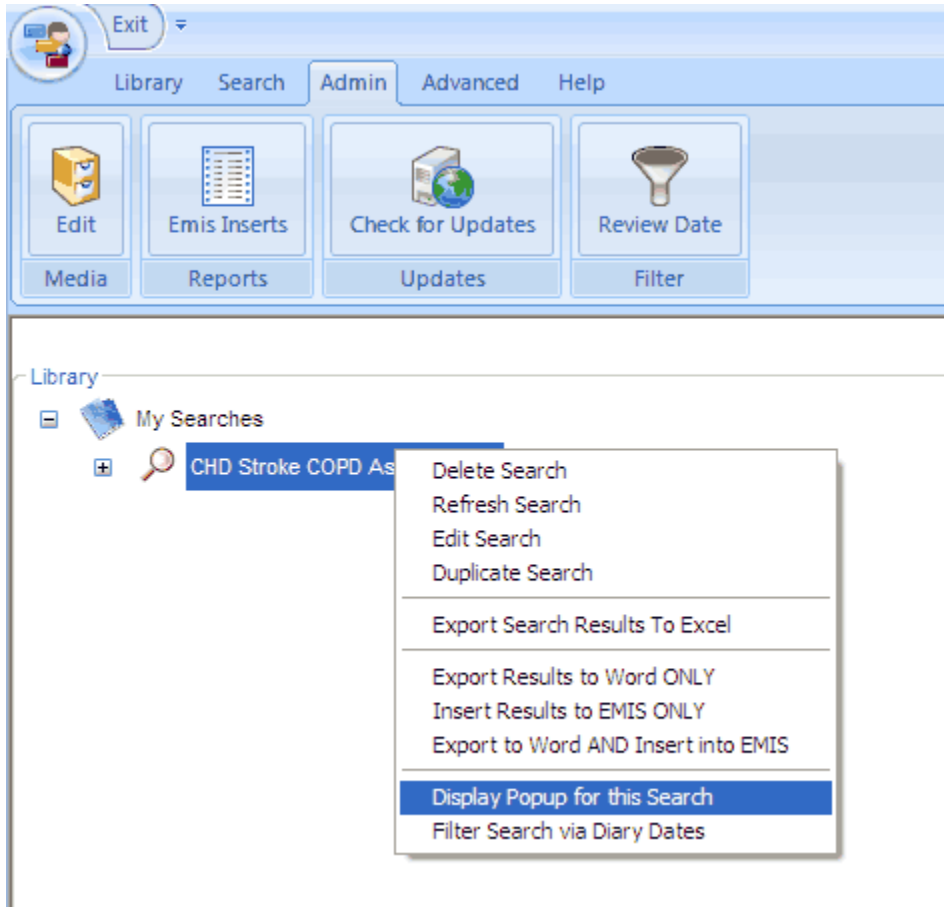 Exit
Library Search Admin Advanced Help
Edit Emis Inserts Check for Updates Review Date
Media Reports Updates Filter
Library
My Searches
CHD Stroke COPD As
Delete Search
Refresh Search
Edit Search
Duplicate Search
Export Search Results To Excel
Export Results to Word ONLY
Insert Results to EMIS ONLY
Export to Word AND Insert into EMIS
Display Popup for this Search
Filter Search via Diary Dates